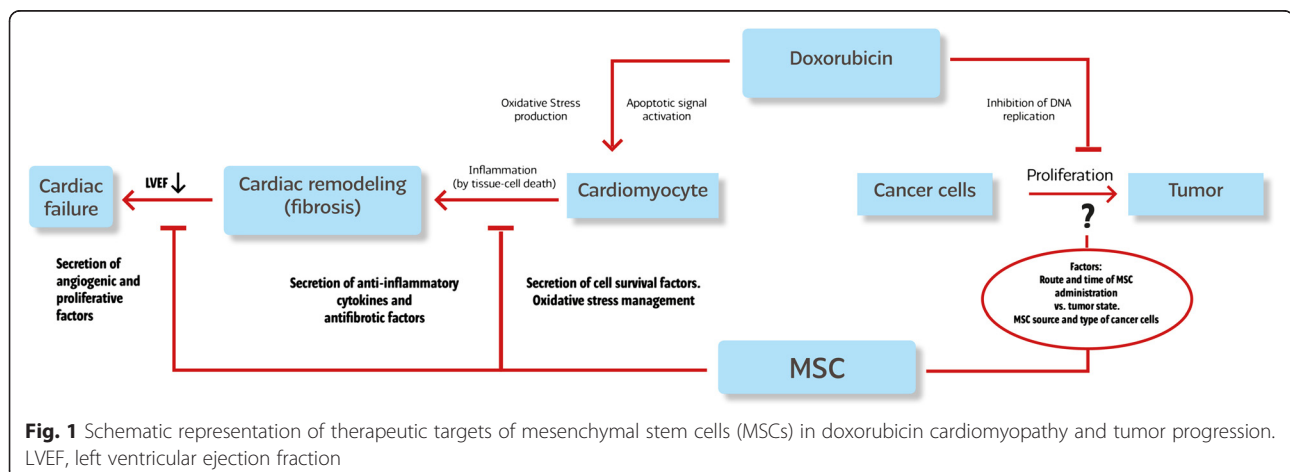 Doxorubicin
Oxidative Stress
production
Apoptotic signal
activation
Inhibition of DNA
replication
Cardiac
failure
LVEF ↓
Cardiac remodeling
(fibrosis)
Inflammation
(by tissue-cell death)
Cardiomyocyte
Cancer cells
Proliferation
Tumor
?
Secretion of
angiogenic and
proliferative
factors
Secretion of anti-inflammatory
cytokines and
antifibrotic factors
Secretion of cell survival factors.
Oxidative stress management
Factors:
Route and time of MSC
administration
vs. tumor state.
MSC source and type of cancer cells
MSC
Fig. 1 Schematic representation of therapeutic targets of mesenchymal stem cells (MSCs) in doxorubicin cardiomyopathy and tumor progression.
LVEF, left ventricular ejection fraction